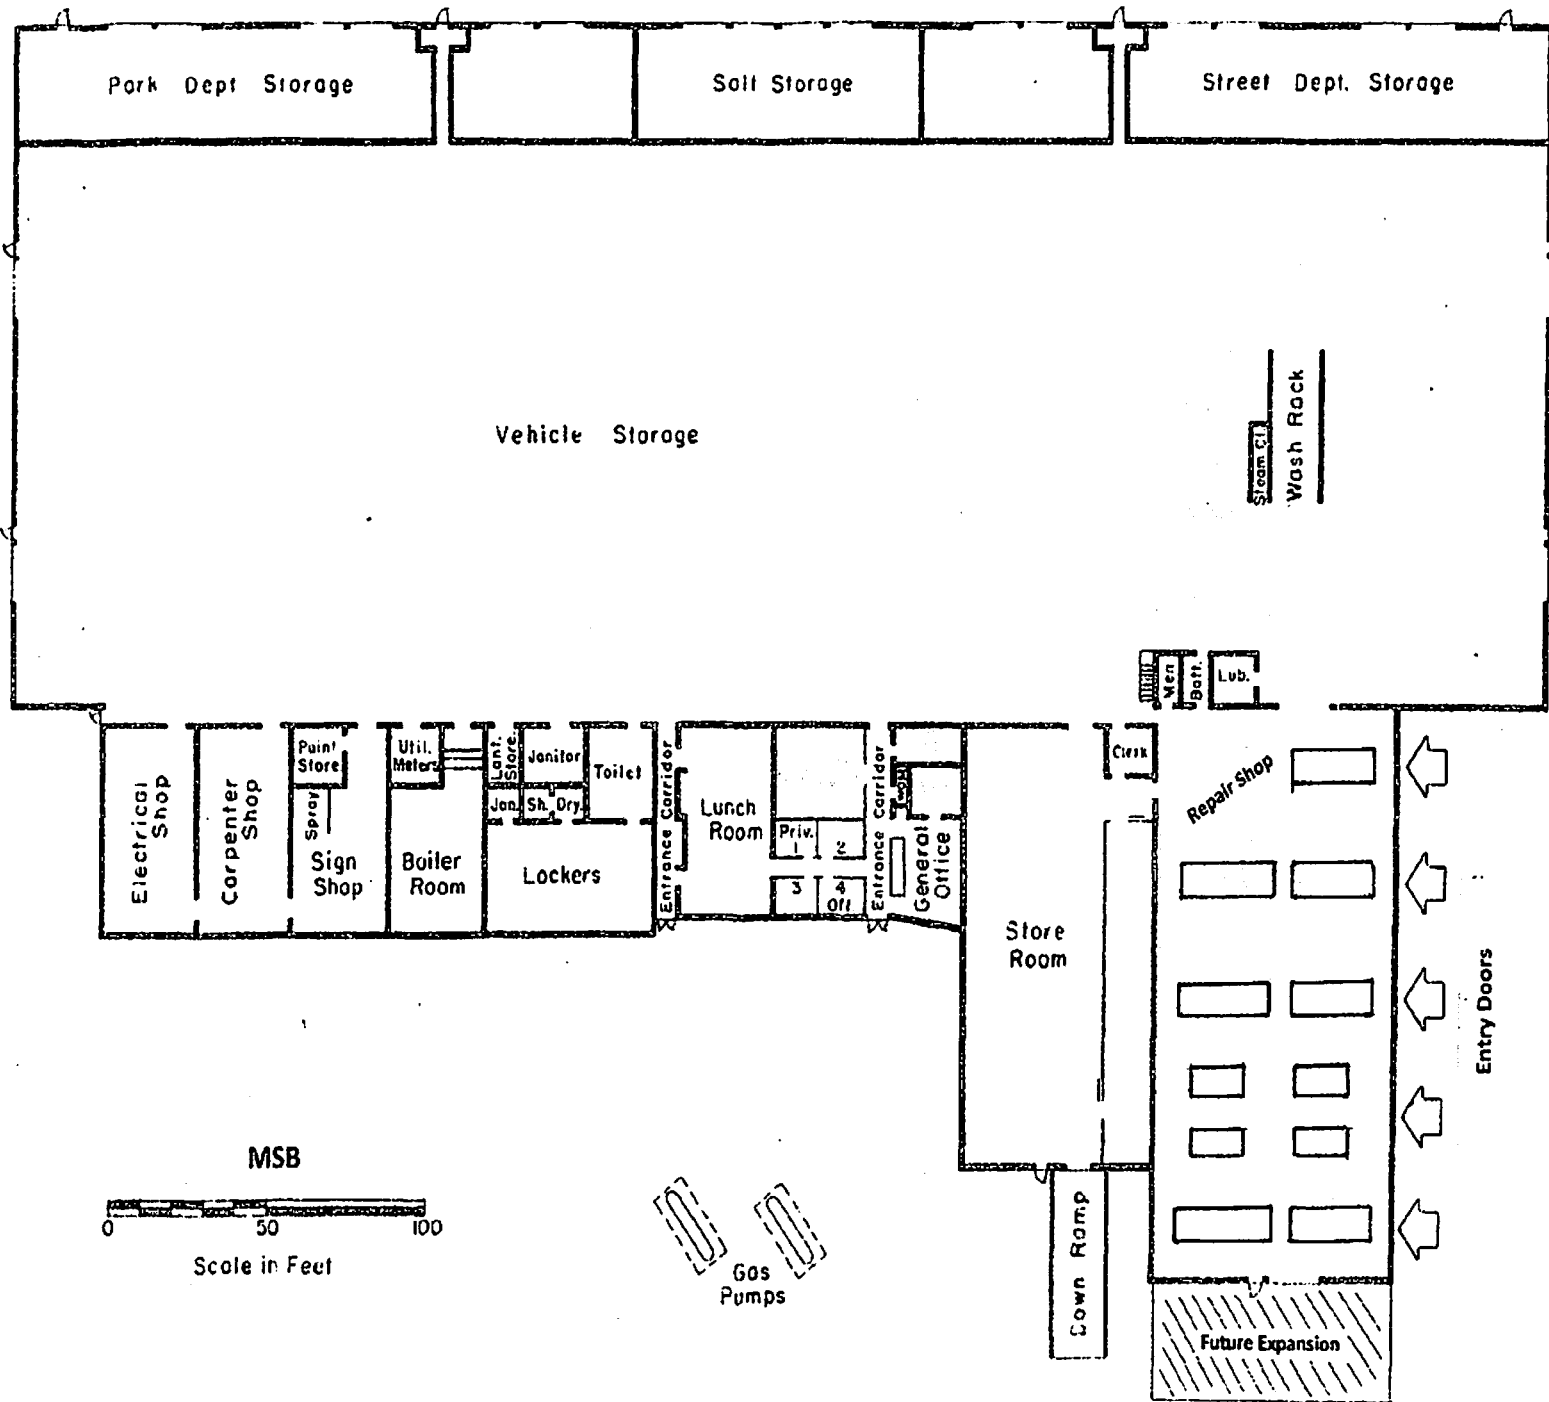 Park Dept Storage
Salt Storage
Street Dept. Storage
Vehicle Storage
Steam Cl.
Wash Rack
Men
Batt.
Lub.
Electrical
Shop
Carpenter
Shop
Paint
Store
Spray
Sign
Shop
Util.
Meters
Boiler
Room
Lant.
Store.
Janitor
Jan.
Sh.
Dry.
Toilet
Lockers
Entrance Corridor
Lunch
Room
Priv.
1
2
3
4
Off
Entrance Corridor
General
Office
Store
Room
Clerk
Repair Shop
Entry Doors
MSB
0 50 100
Scale in Feet
Gas
Pumps
Down Ramp
Future Expansion